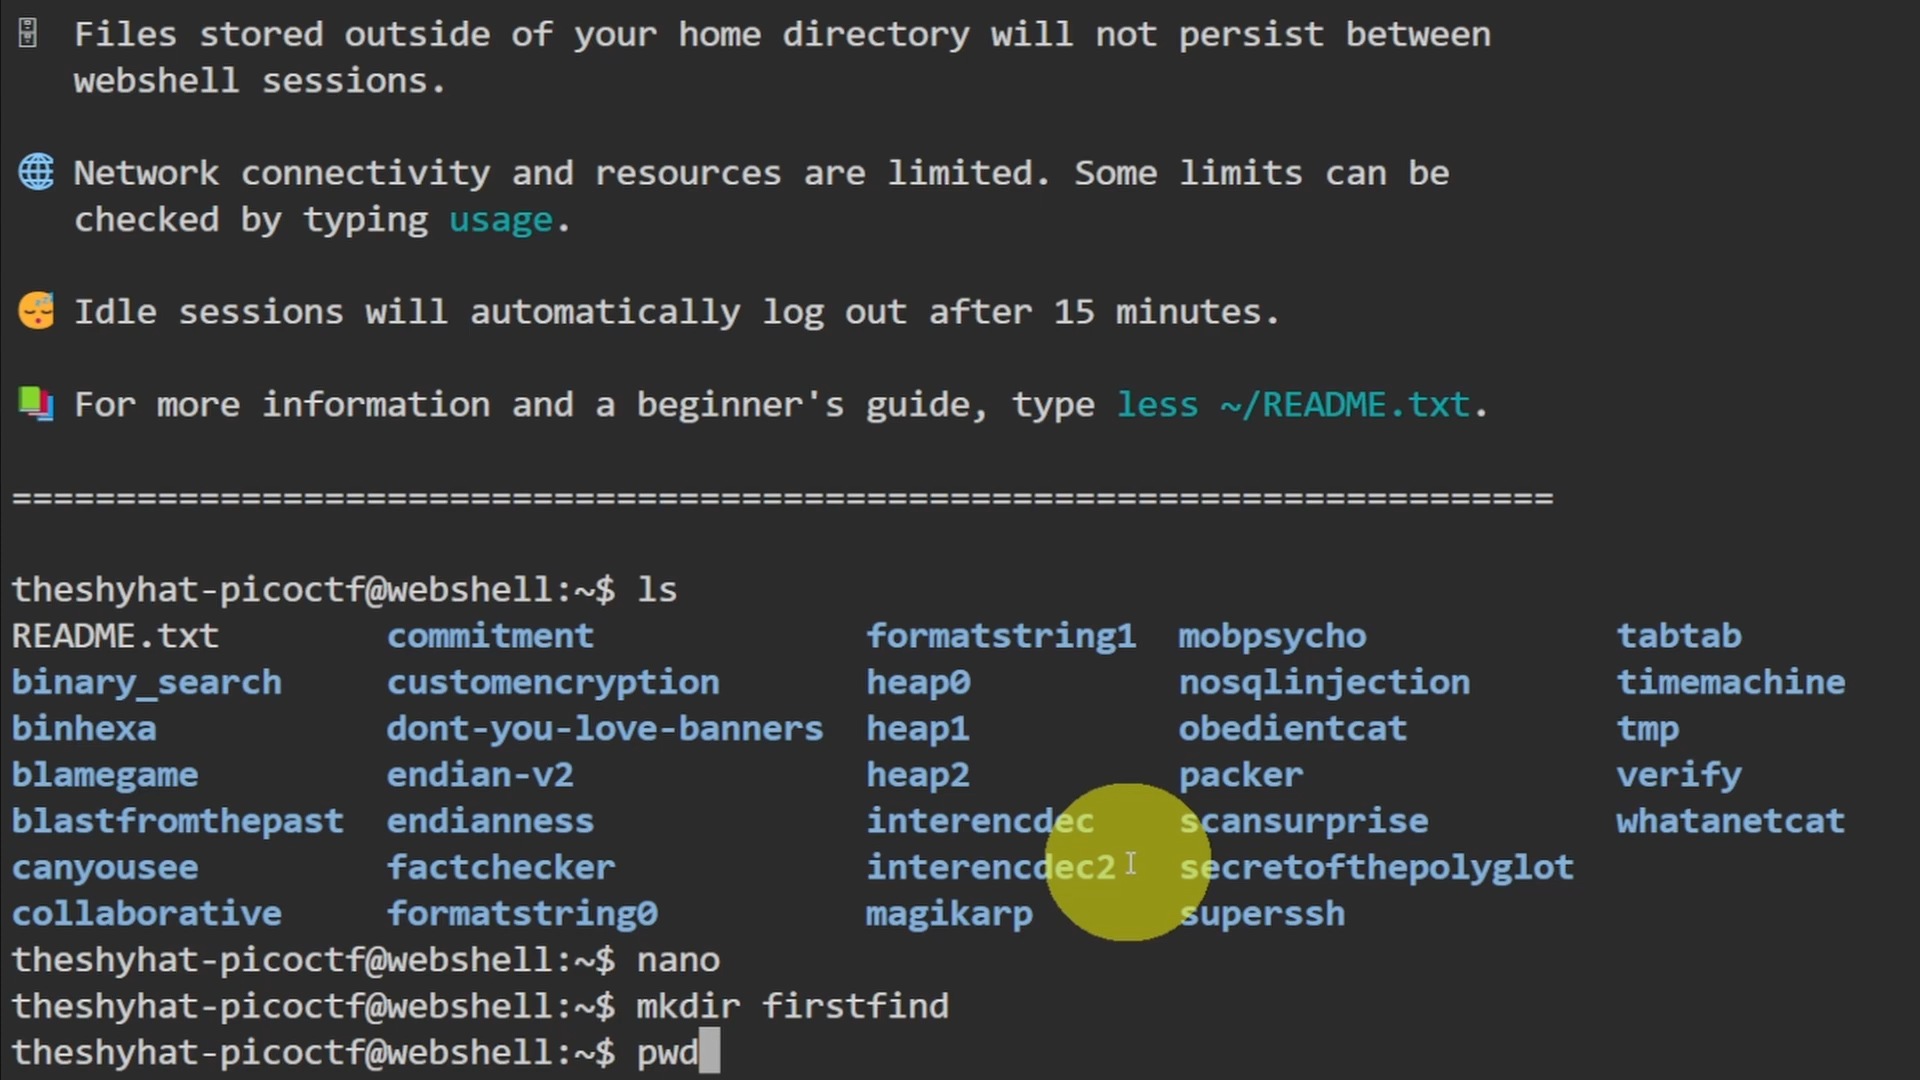 Files stored outside of your home directory will not persist between
webshell sessions.
Network connectivity and resources are limited. Some limits can be
checked by typing usage.
Idle sessions will automatically log out after 15 minutes.
For more information and a beginner's guide, type less ~/README.txt.
==========================================================================
theshyhat-picoctf@webshell:~$ ls
README.txt commitment formatstring1 mobpsycho tabtab
binary_search customencryption heap0 nosqlinjection timemachine
binhexa dont-you-love-banners heap1 obedientcat tmp
blamegame endian-v2 heap2 packer verify
blastfromthepast endianness interencdec scansurprise whatanetcat
canyousee factchecker interencdec2 secretofthepolyglot
collaborative formatstring0 magikarp superssh
theshyhat-picoctf@webshell:~$ nano
theshyhat-picoctf@webshell:~$ mkdir firstfind
theshyhat-picoctf@webshell:~$ pwd